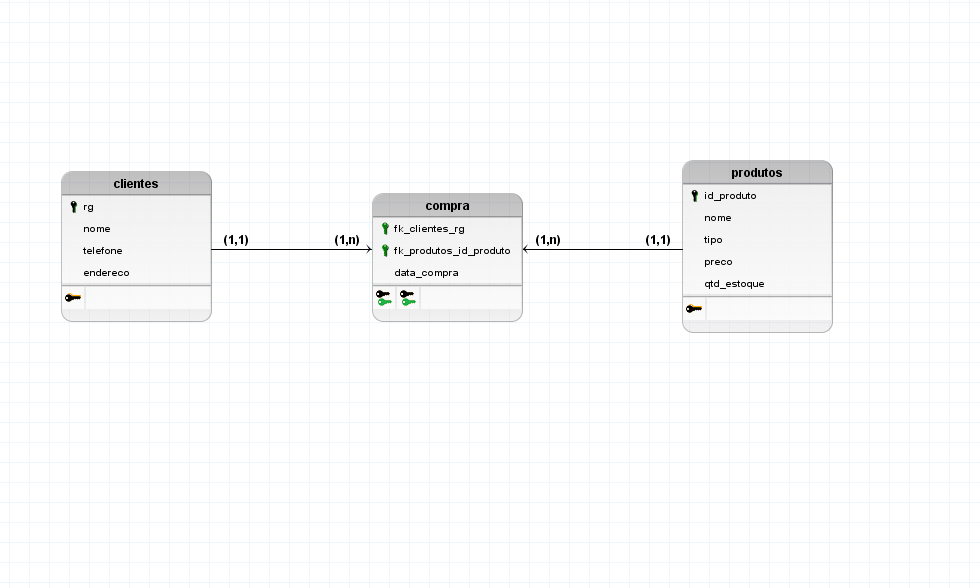 clientes
rg
nome
telefone
endereco
(1,1)
(1,n)
compra
fk_clientes_rg
fk_produtos_id_produto
data_compra
(1,n)
(1,1)
produtos
id_produto
nome
tipo
preco
qtd_estoque